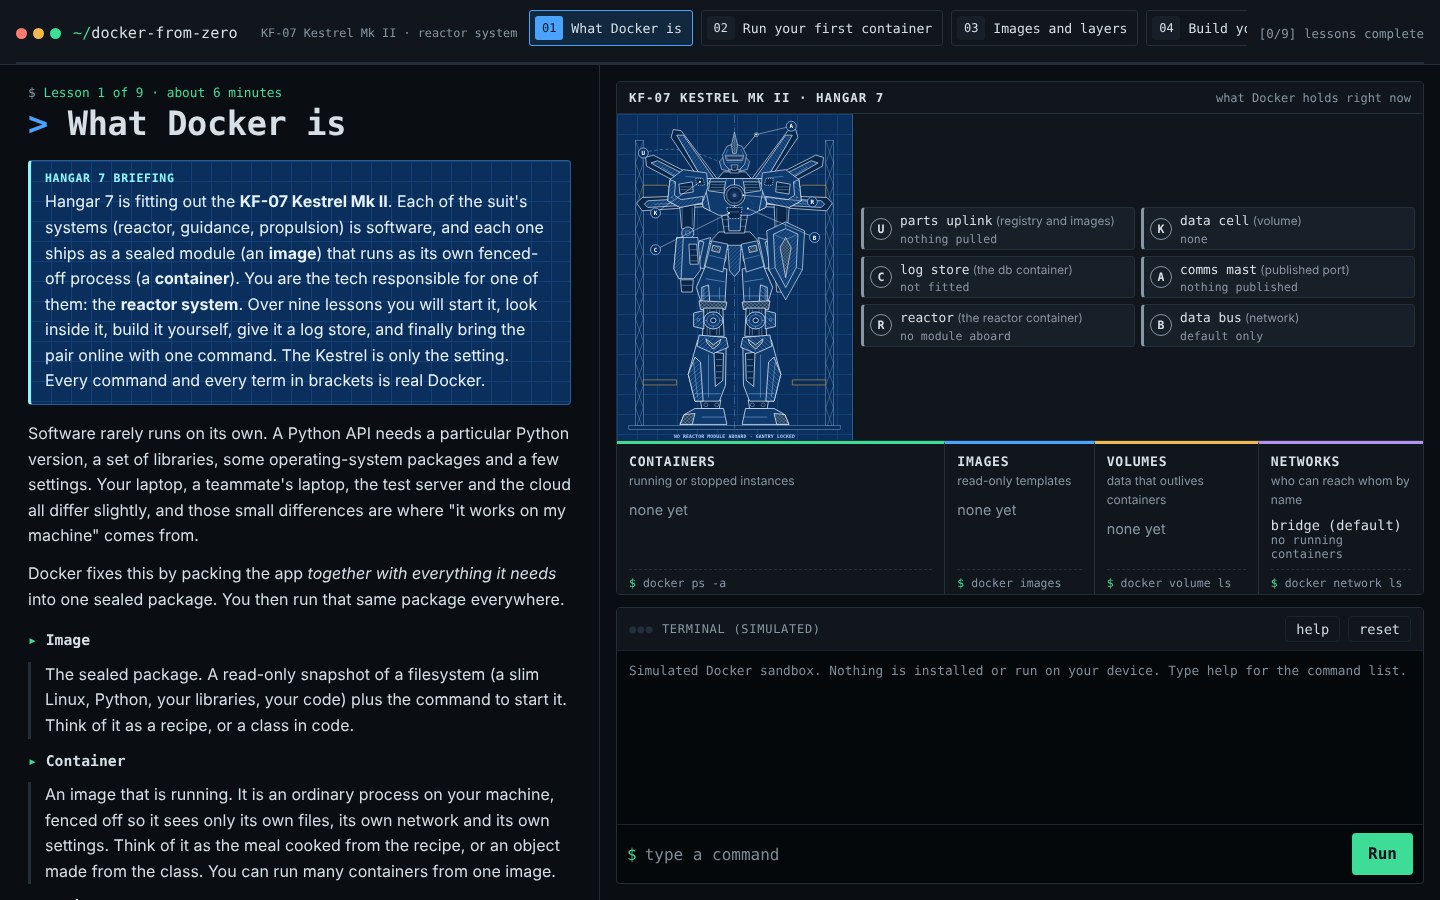 ~/docker-from-zero
KF-07 Kestrel Mk II · reactor system
01 What Docker is
02 Run your first container
03 Images and layers
04 Build yo
[0/9] lessons complete
$ Lesson 1 of 9 · about 6 minutes
> What Docker is
HANGAR 7 BRIEFING
Hangar 7 is fitting out the KF-07 Kestrel Mk II. Each of the suit's
systems (reactor, guidance, propulsion) is software, and each one
ships as a sealed module (an image) that runs as its own fenced-
off process (a container). You are the tech responsible for one of
them: the reactor system. Over nine lessons you will start it, look
inside it, build it yourself, give it a log store, and finally bring the
pair online with one command. The Kestrel is only the setting.
Every command and every term in brackets is real Docker.
Software rarely runs on its own. A Python API needs a particular Python
version, a set of libraries, some operating-system packages and a few
settings. Your laptop, a teammate's laptop, the test server and the cloud
all differ slightly, and those small differences are where "it works on my
machine" comes from.
Docker fixes this by packing the app together with everything it needs
into one sealed package. You then run that same package everywhere.
▸ Image
The sealed package. A read-only snapshot of a filesystem (a slim
Linux, Python, your libraries, your code) plus the command to start it.
Think of it as a recipe, or a class in code.
▸ Container
An image that is running. It is an ordinary process on your machine,
fenced off so it sees only its own files, its own network and its own
settings. Think of it as the meal cooked from the recipe, or an object
made from the class. You can run many containers from one image.
KF-07 KESTREL MK II · HANGAR 7
what Docker holds right now
A
U
R
K
B
C
NO REACTOR MODULE ABOARD · GANTRY LOCKED
U parts uplink (registry and images)
nothing pulled
K data cell (volume)
none
C log store (the db container)
not fitted
A comms mast (published port)
nothing published
R reactor (the reactor container)
no module aboard
B data bus (network)
default only
CONTAINERS
running or stopped instances
none yet
$ docker ps -a
IMAGES
read-only templates
none yet
$ docker images
VOLUMES
data that outlives
containers
none yet
$ docker volume ls
NETWORKS
who can reach whom by
name
bridge (default)
no running
containers
$ docker network ls
TERMINAL (SIMULATED)
help
reset
Simulated Docker sandbox. Nothing is installed or run on your device. Type help for the command list.
$ type a command
Run